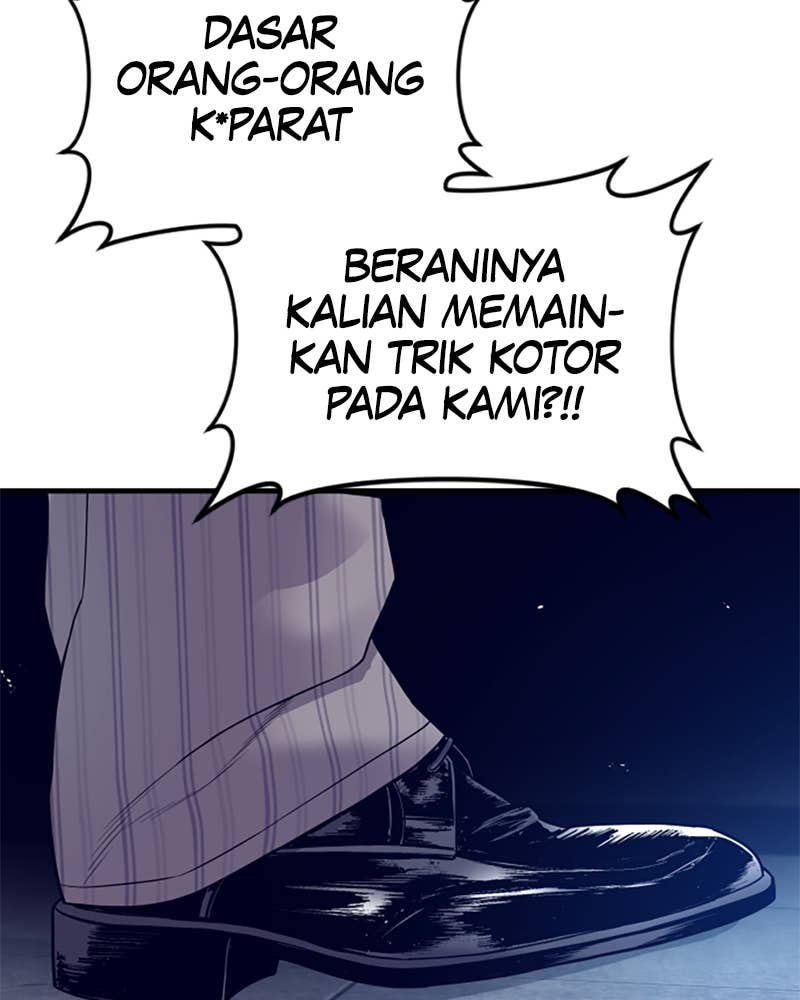 DASAR
ORANG-ORANG
K*PARAT
BERANINYA
KALIAN MEMAIN-
KAN TRIK KOTOR
PADA KAMI?!!